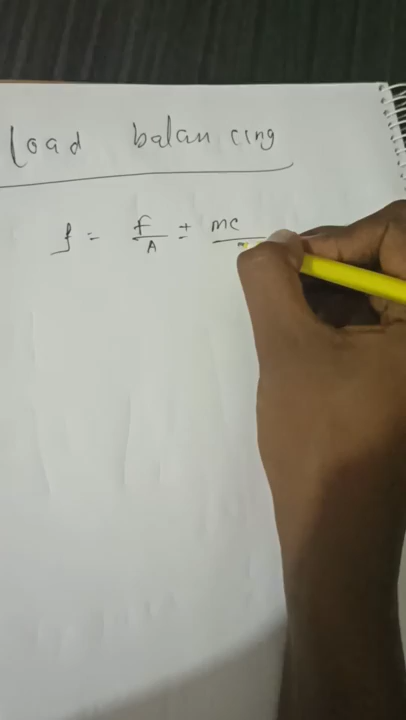 load balancing
f = F/A ± mc